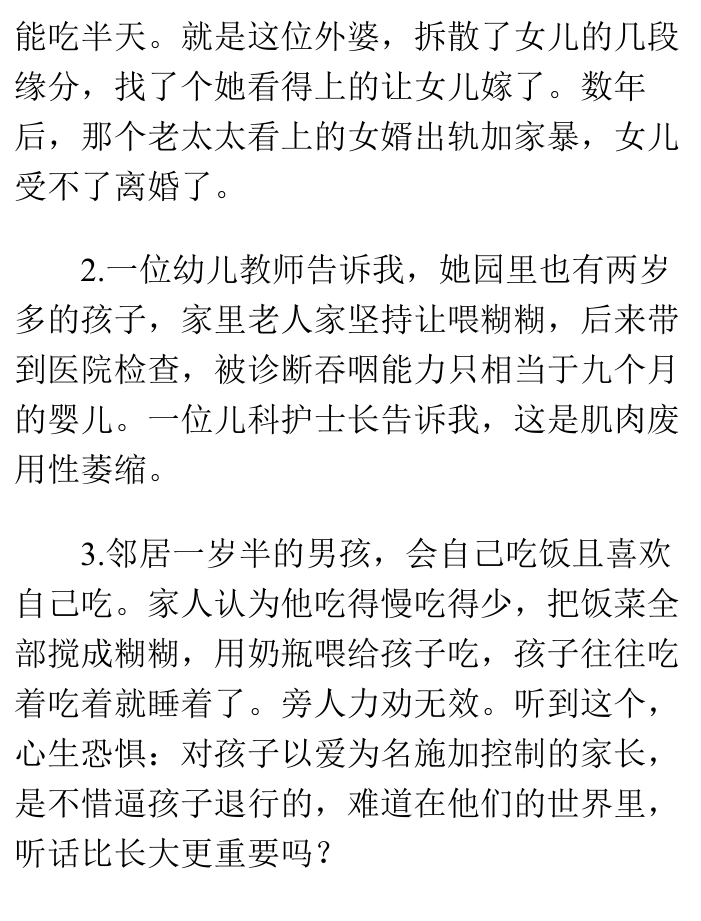 能吃半天。就是这位外婆，拆散了女儿的几段
缘分，找了个她看得上的让女儿嫁了。数年
后，那个老太太看上的女婿出轨加家暴，女儿
受不了离婚了。
2.一位幼儿教师告诉我，她园里也有两岁
多的孩子，家里老人家坚持让喂糊糊，后来带
到医院检查，被诊断吞咽能力只相当于九个月
的婴儿。一位儿科护士长告诉我，这是肌肉废
用性萎缩。
3.邻居一岁半的男孩，会自己吃饭且喜欢
自己吃。家人认为他吃得慢吃得少，把饭菜全
部搅成糊糊，用奶瓶喂给孩子吃，孩子往往吃
着吃着就睡着了。旁人力劝无效。听到这个，
心生恐惧：对孩子以爱为名施加控制的家长，
是不惜逼孩子退行的，难道在他们的世界里，
听话比长大更重要吗？